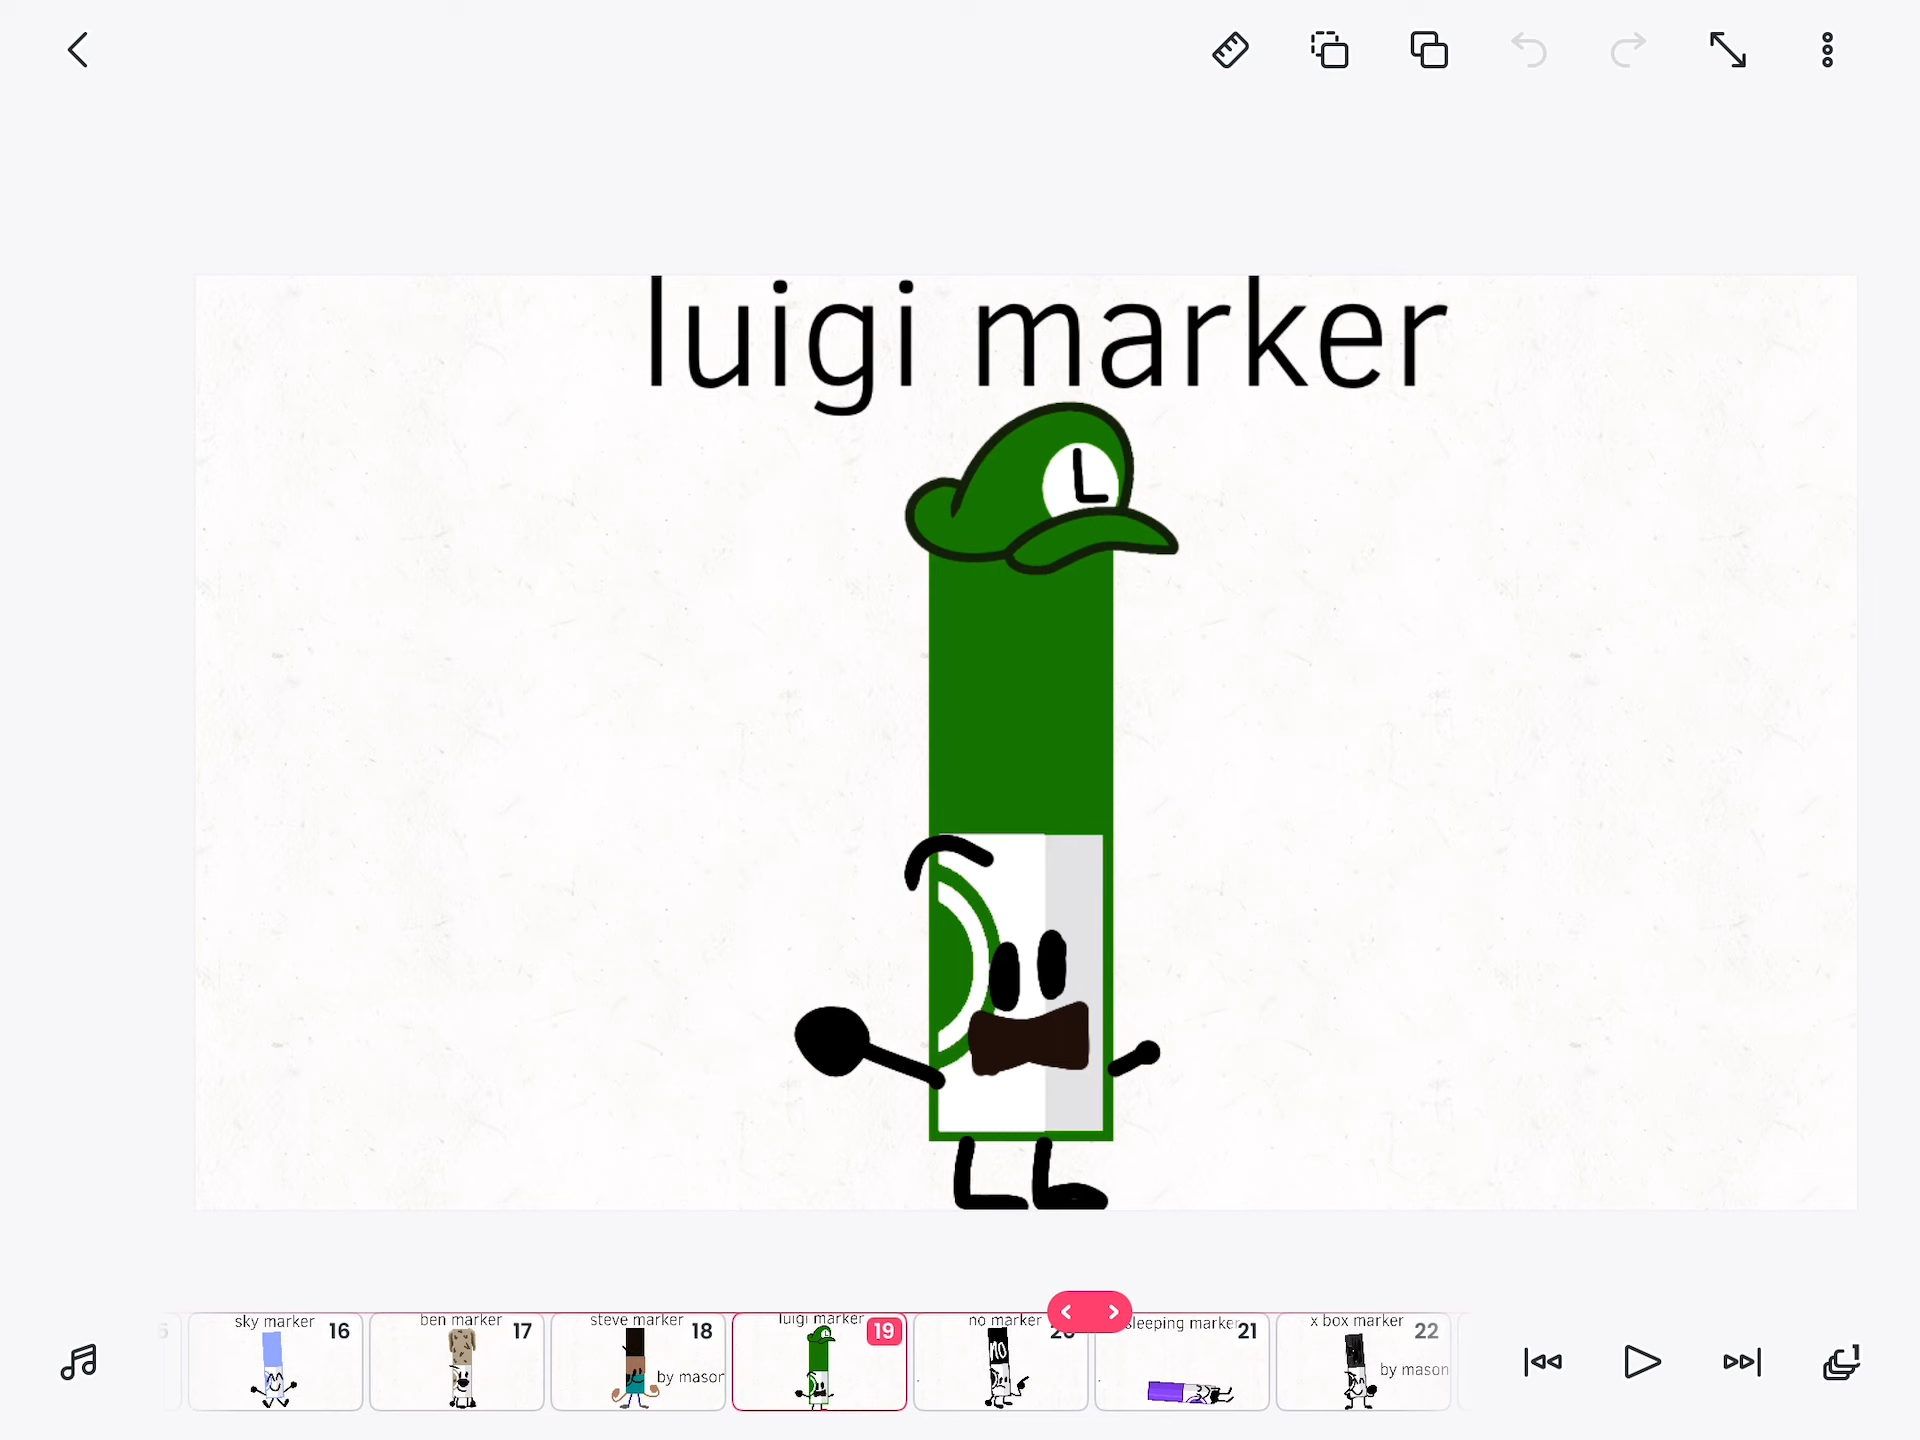 luigi marker
L
sky marker
16
ben marker
17
steve marker
18
by mason
luigi marker
19
no marker
NO
sleeping marker
21
x box marker
22
by mason
1